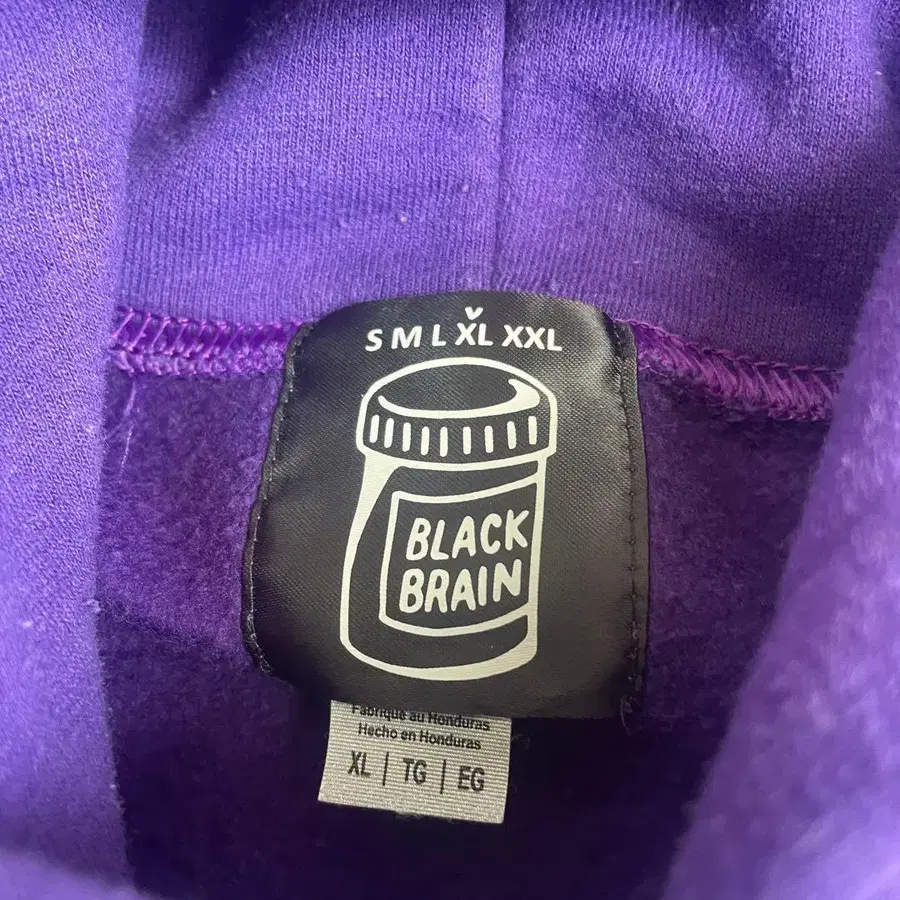 S M L XL XXL
BLACK
BRAIN
Fabriqué au Honduras
Hecho en Honduras
XL | TG | EG